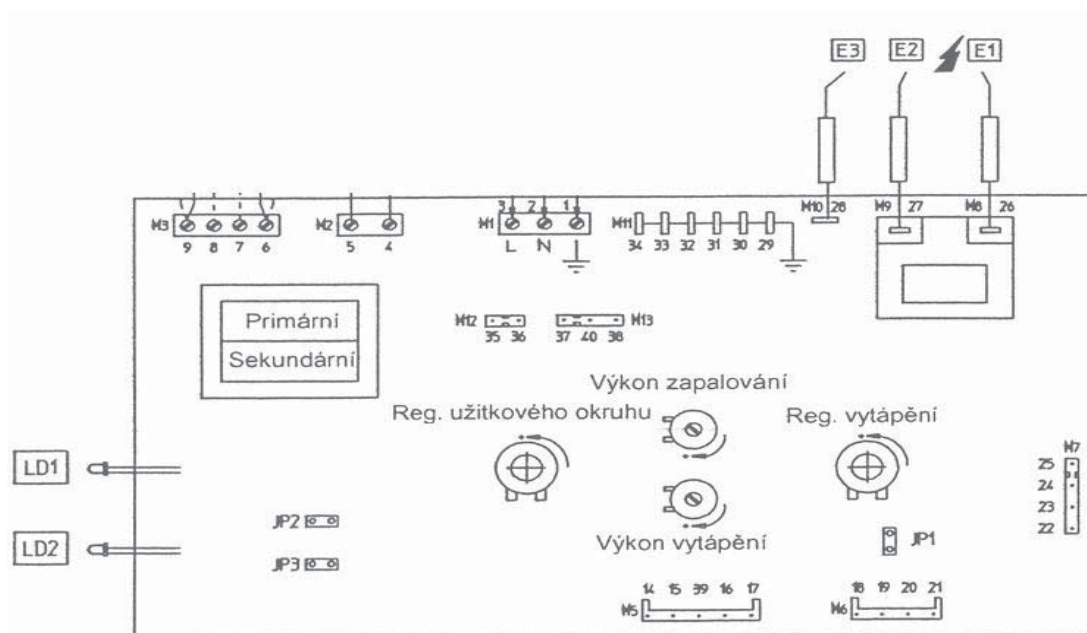 E3 E2 E1
M10 28 M9 27 M8 26
3 2 1
M3 M2 M1 M11
9 8 7 6 5 4 L N 34 33 32 31 30 29
Primární
Sekundární
M12 M13
35 36 37 40 38
Výkon zapalování
Reg. užitkového okruhu
Reg. vytápění
M7
25
24
23
22
LD1
LD2
JP2
JP3
JP1
Výkon vytápění
14 15 39 16 17 18 19 20 21
M5 M6